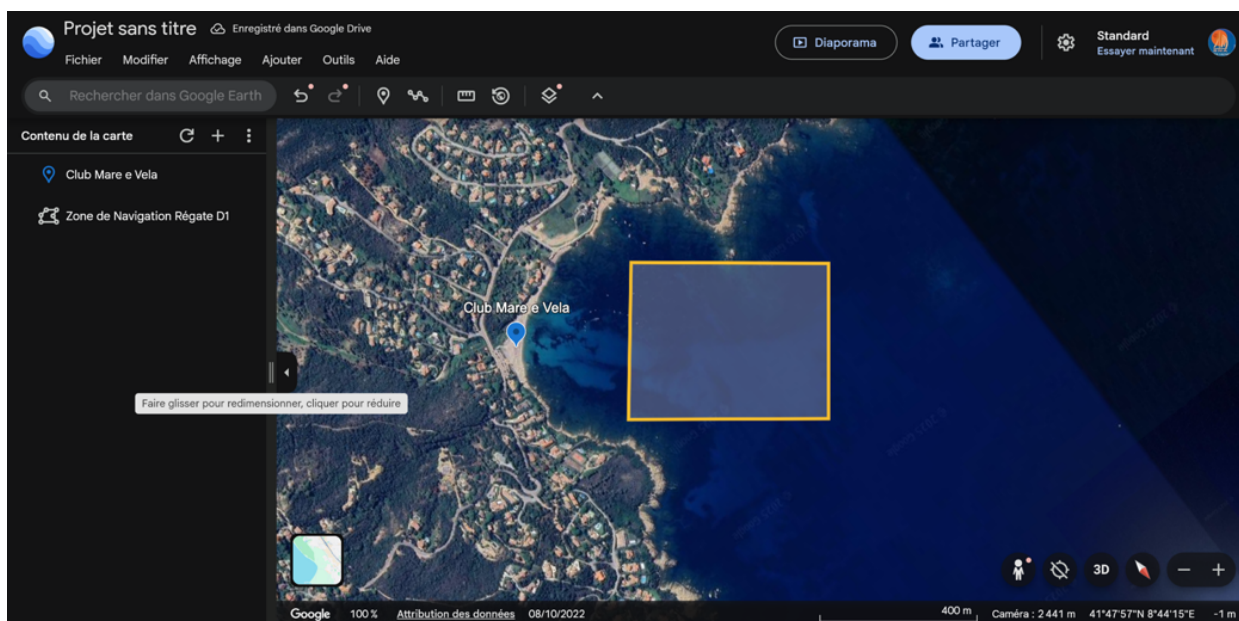 Projet sans titre Enregistré dans Google Drive
Fichier Modifier Affichage Ajouter Outils Aide
Diaporama
Partager
Standard
Essayer maintenant
Rechercher dans Google Earth
Contenu de la carte
Club Mare e Vela
Zone de Navigation Régate D1
Club Mare e Vela
Faire glisser pour redimensionner, cliquer pour réduire
3D
Google 100 % Attribution des données 08/10/2022 400 m Caméra : 2 441 m 41°47'57"N 8°44'15"E -1 m